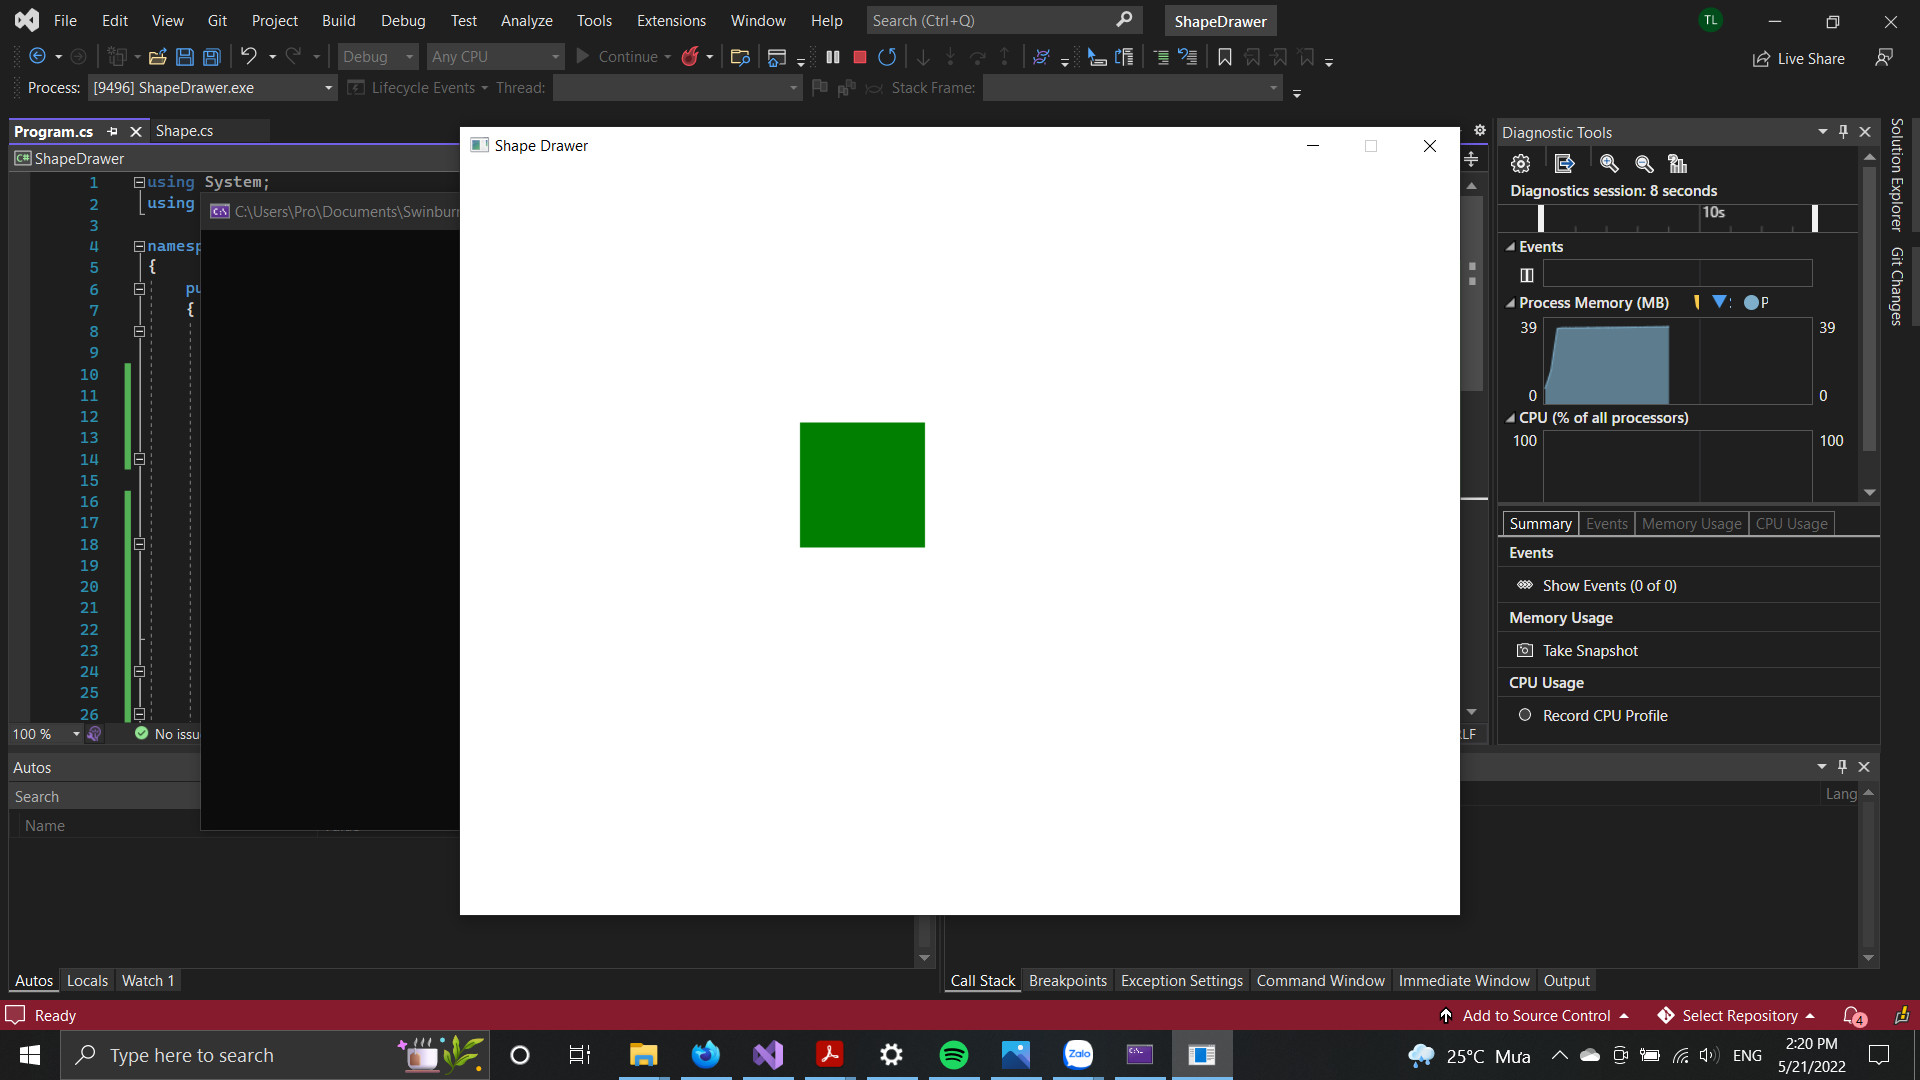 File Edit View Git Project Build Debug Test Analyze Tools Extensions Window Help Search (Ctrl+Q) ShapeDrawer TL
Debug Any CPU Continue Live Share
Process: [9496] ShapeDrawer.exe Lifecycle Events Thread: Stack Frame:
Program.cs Shape.cs
C# ShapeDrawer
Shape Drawer
1 using System;
2 using
3
4 namesp
5 {
6 pu
7 {
8
9
10
11
12
13
14
15
16
17
18
19
20
21
22
23
24
25
26
C:\Users\Pro\Documents\Swinbur
100 % No issu
LF
Diagnostic Tools
Diagnostics session: 8 seconds
10s
Events
Process Memory (MB) P
39 39
0 0
CPU (% of all processors)
100 100
Summary Events Memory Usage CPU Usage
Events
Show Events (0 of 0)
Memory Usage
Take Snapshot
CPU Usage
Record CPU Profile
Solution Explorer
Git Changes
Autos
Search
Name
Lang
Autos Locals Watch 1
Call Stack Breakpoints Exception Settings Command Window Immediate Window Output
Ready Add to Source Control Select Repository 4
Type here to search Zalo 25°C Mưa ENG 2:20 PM
5/21/2022